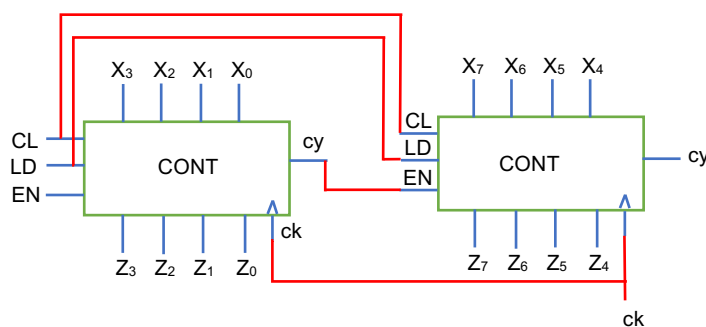 X₃ X₂ X₁ X₀
X₇ X₆ X₅ X₄
CL
LD
EN
CONT
cy
ck
Z₃ Z₂ Z₁ Z₀
CL
LD
EN
CONT
cy
Z₇ Z₆ Z₅ Z₄
ck